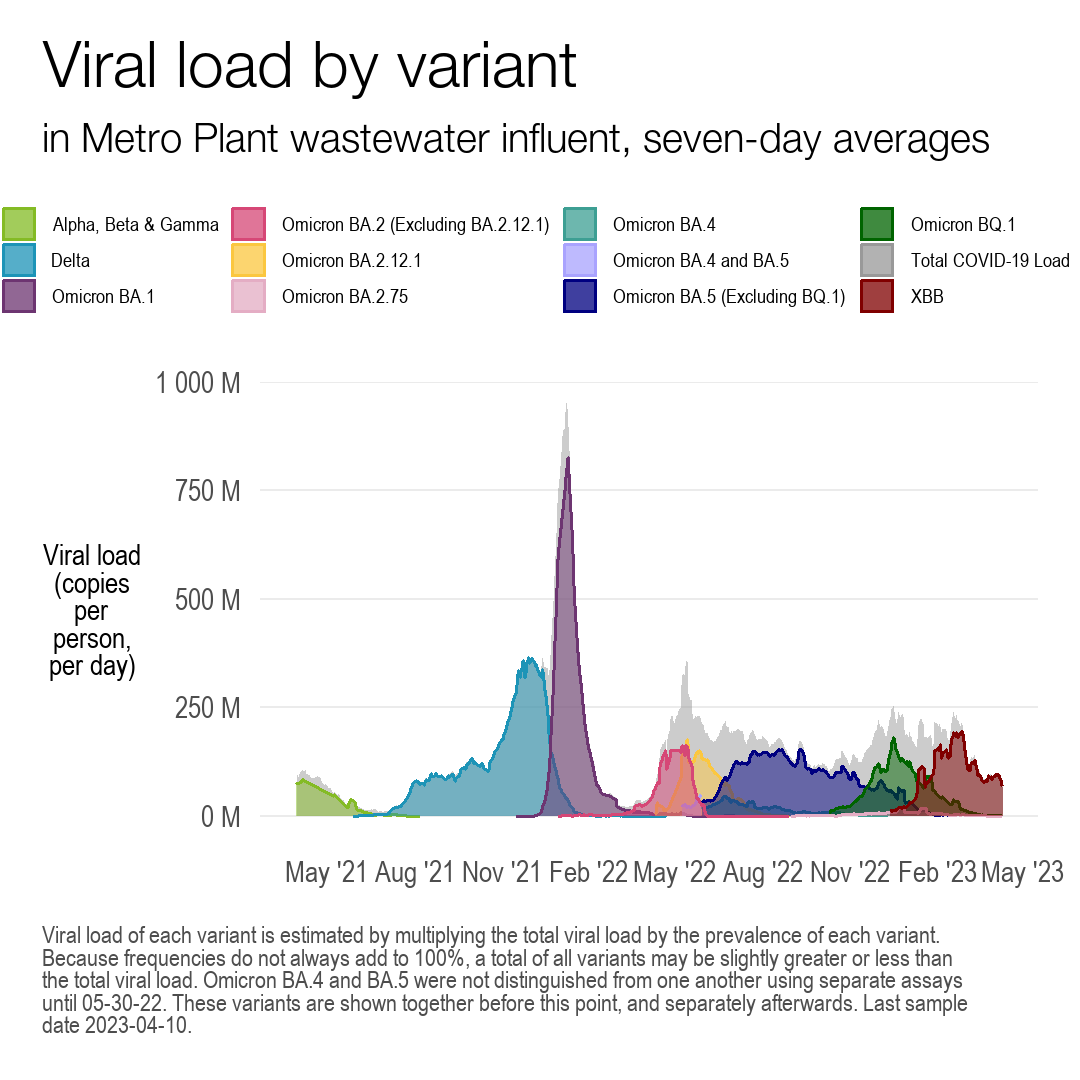 Viral load by variant
in Metro Plant wastewater influent, seven-day averages
Alpha, Beta & Gamma
Delta
Omicron BA.1
Omicron BA.2 (Excluding BA.2.12.1)
Omicron BA.2.12.1
Omicron BA.2.75
Omicron BA.4
Omicron BA.4 and BA.5
Omicron BA.5 (Excluding BQ.1)
Omicron BQ.1
Total COVID-19 Load
XBB
Viral load
(copies
per
person,
per day)
1 000 M
750 M
500 M
250 M
0 M
May '21 Aug '21 Nov '21 Feb '22 May '22 Aug '22 Nov '22 Feb '23 May '23
Viral load of each variant is estimated by multiplying the total viral load by the prevalence of each variant.
Because frequencies do not always add to 100%, a total of all variants may be slightly greater or less than
the total viral load. Omicron BA.4 and BA.5 were not distinguished from one another using separate assays
until 05-30-22. These variants are shown together before this point, and separately afterwards. Last sample
date 2023-04-10.